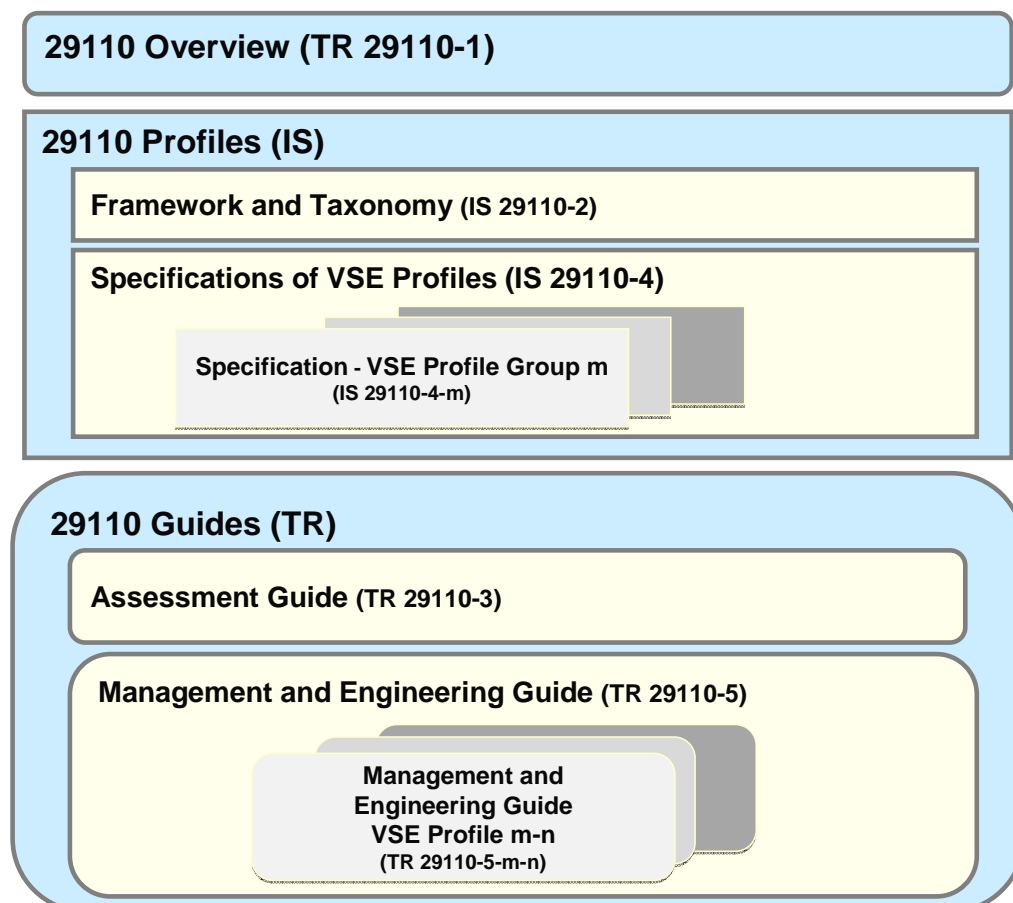 29110 Overview (TR 29110-1)
29110 Profiles (IS)
Framework and Taxonomy (IS 29110-2)
Specifications of VSE Profiles (IS 29110-4)
Specification - VSE Profile Group m
(IS 29110-4-m)
29110 Guides (TR)
Assessment Guide (TR 29110-3)
Management and Engineering Guide (TR 29110-5)
Management and
Engineering Guide
VSE Profile m-n
(TR 29110-5-m-n)